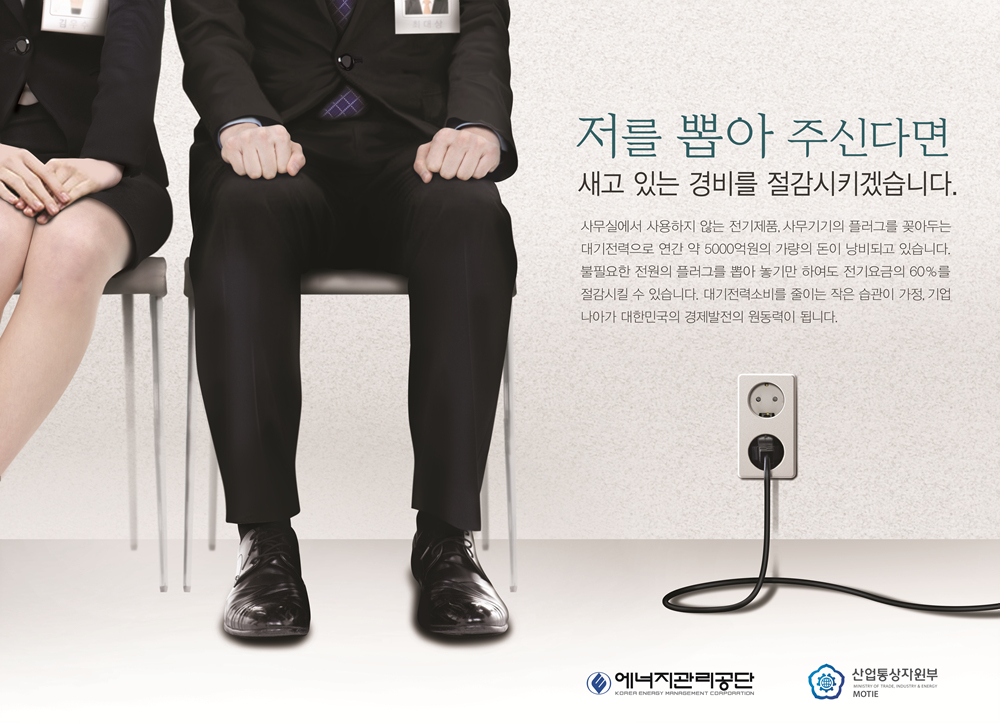 저를 뽑아 주신다면
새고 있는 경비를 절감시키겠습니다.
사무실에서 사용하지 않는 전기제품, 사무기기의 플러그를 꽂아두는
대기전력으로 연간 약 5000억원의 가량의 돈이 낭비되고 있습니다.
불필요한 전원의 플러그를 뽑아 놓기만 하여도 전기요금의 60%를
절감시킬 수 있습니다. 대기전력소비를 줄이는 작은 습관이 가정, 기업
나아가 대한민국의 경제발전의 원동력이 됩니다.
에너지관리공단
KOREA ENERGY MANAGEMENT CORPORATION
산업통상자원부
MINISTRY OF TRADE, INDUSTRY & ENERGY
MOTIE